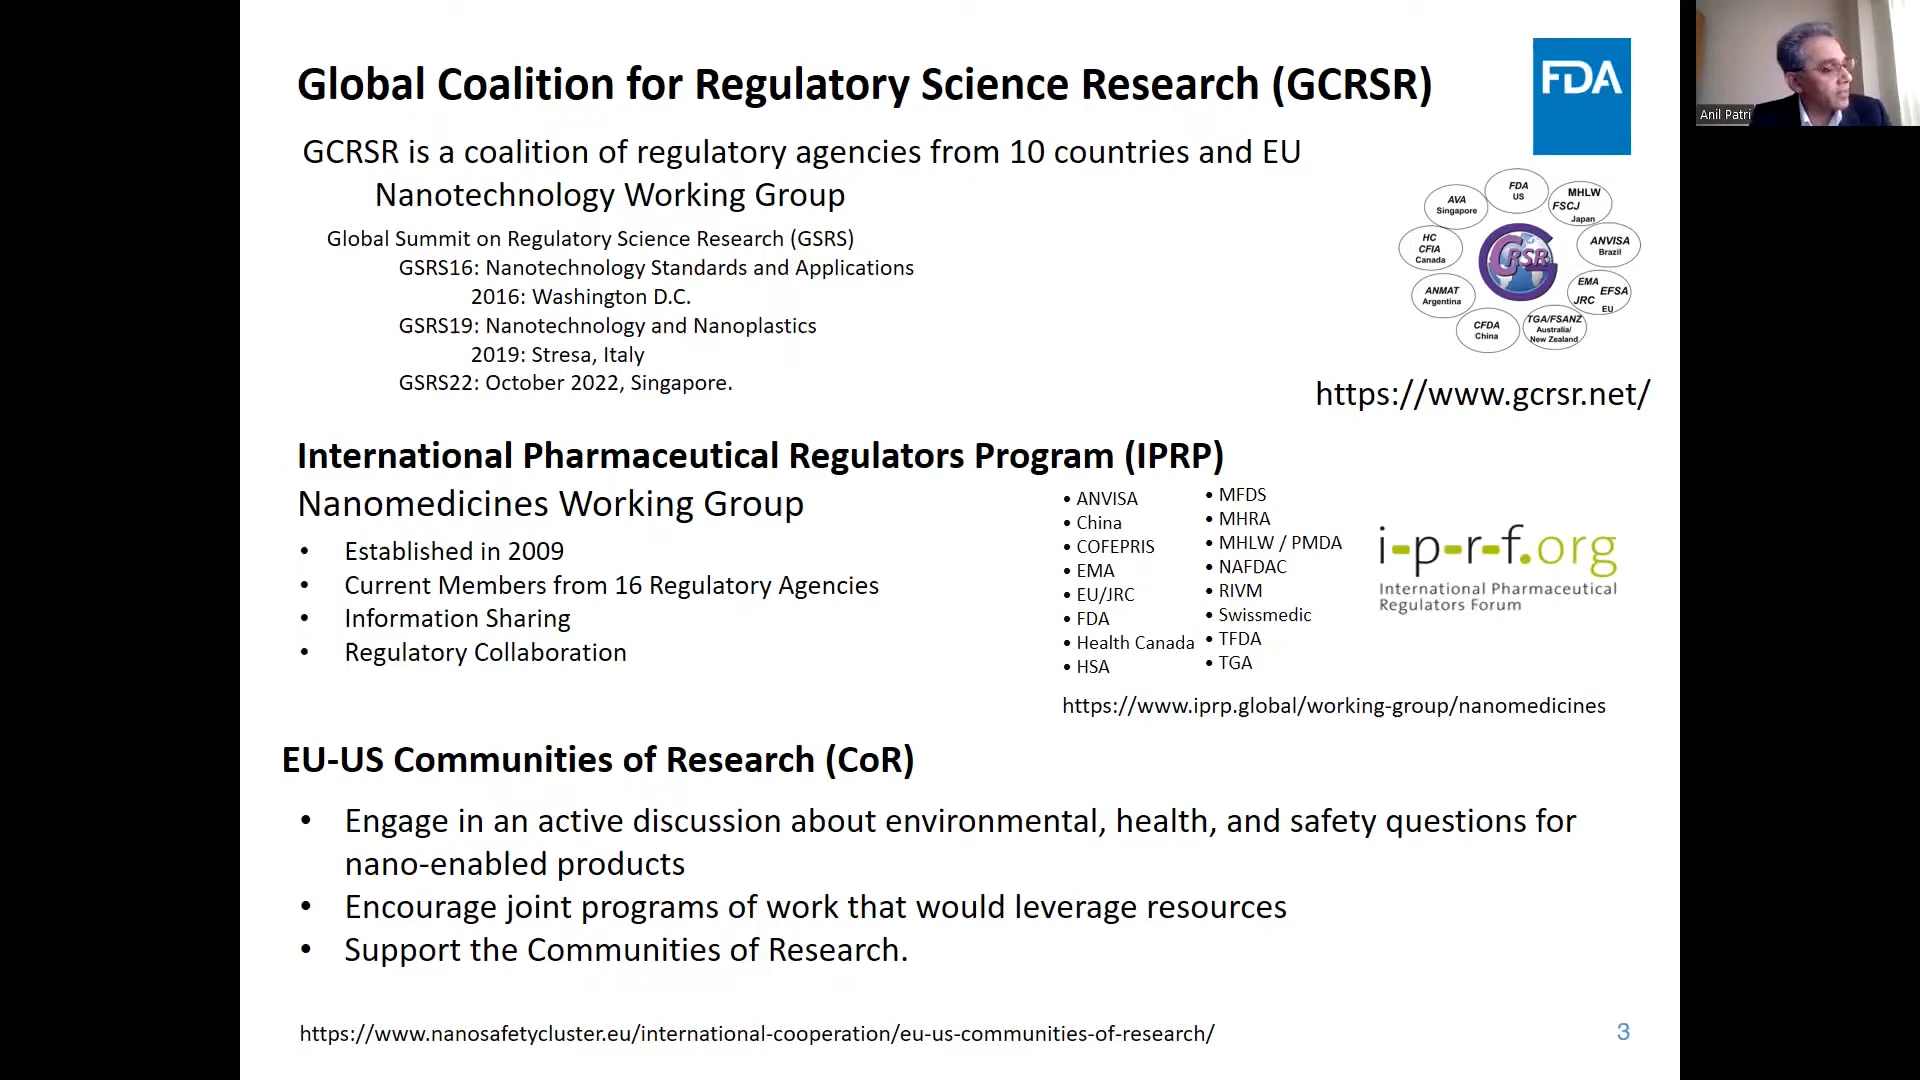 Global Coalition for Regulatory Science Research (GCRSR)
FDA
Anil Patri
GCRSR is a coalition of regulatory agencies from 10 countries and EU
Nanotechnology Working Group
Global Summit on Regulatory Science Research (GSRS)
GSRS16: Nanotechnology Standards and Applications
2016: Washington D.C.
GSRS19: Nanotechnology and Nanoplastics
2019: Stresa, Italy
GSRS22: October 2022, Singapore.
FDA
US
MHLW
FSCJ
Japan
ANVISA
Brazil
EMA
EFSA
JRC
EU
TGA/FSANZ
Australia/
New Zealand
CFDA
China
ANMAT
Argentina
HC
CFIA
Canada
AVA
Singapore
GCRSR
https://www.gcrsr.net/
International Pharmaceutical Regulators Program (IPRP)
Nanomedicines Working Group
• Established in 2009
• Current Members from 16 Regulatory Agencies
• Information Sharing
• Regulatory Collaboration
• ANVISA
• China
• COFEPRIS
• EMA
• EU/JRC
• FDA
• Health Canada
• HSA
• MFDS
• MHRA
• MHLW / PMDA
• NAFDAC
• RIVM
• Swissmedic
• TFDA
• TGA
i-p-r-f.org
International Pharmaceutical
Regulators Forum
https://www.iprp.global/working-group/nanomedicines
EU-US Communities of Research (CoR)
• Engage in an active discussion about environmental, health, and safety questions for
nano-enabled products
• Encourage joint programs of work that would leverage resources
• Support the Communities of Research.
https://www.nanosafetycluster.eu/international-cooperation/eu-us-communities-of-research/
3